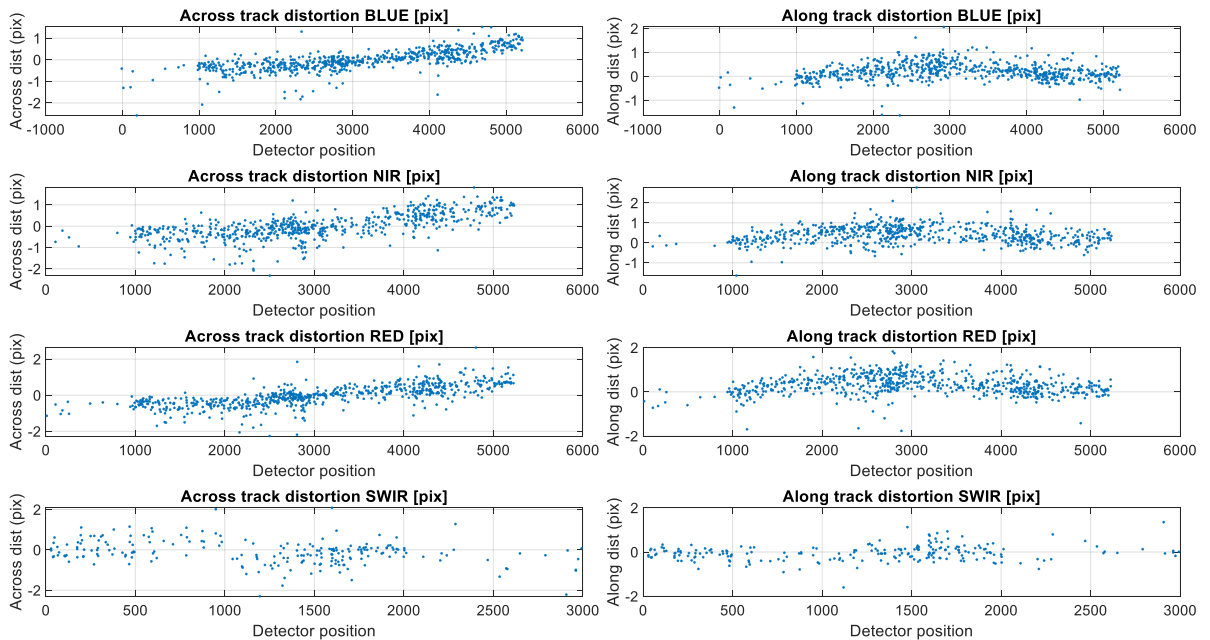 Across track distortion BLUE [pix]
Across dist (pix)
1
0
-1
-2
-1000 0 1000 2000 3000 4000 5000 6000
Detector position
Along track distortion BLUE [pix]
Along dist (pix)
2
1
0
-1
-1000 0 1000 2000 3000 4000 5000 6000
Detector position
Across track distortion NIR [pix]
Across dist (pix)
1
0
-1
-2
0 1000 2000 3000 4000 5000 6000
Detector position
Along track distortion NIR [pix]
Along dist (pix)
2
1
0
-1
0 1000 2000 3000 4000 5000 6000
Detector position
Across track distortion RED [pix]
Across dist (pix)
2
0
-2
0 1000 2000 3000 4000 5000 6000
Detector position
Along track distortion RED [pix]
Along dist (pix)
2
0
-2
0 1000 2000 3000 4000 5000 6000
Detector position
Across track distortion SWIR [pix]
Across dist (pix)
2
0
-2
0 500 1000 1500 2000 2500 3000
Detector position
Along track distortion SWIR [pix]
Along dist (pix)
2
0
-2
0 500 1000 1500 2000 2500 3000
Detector position